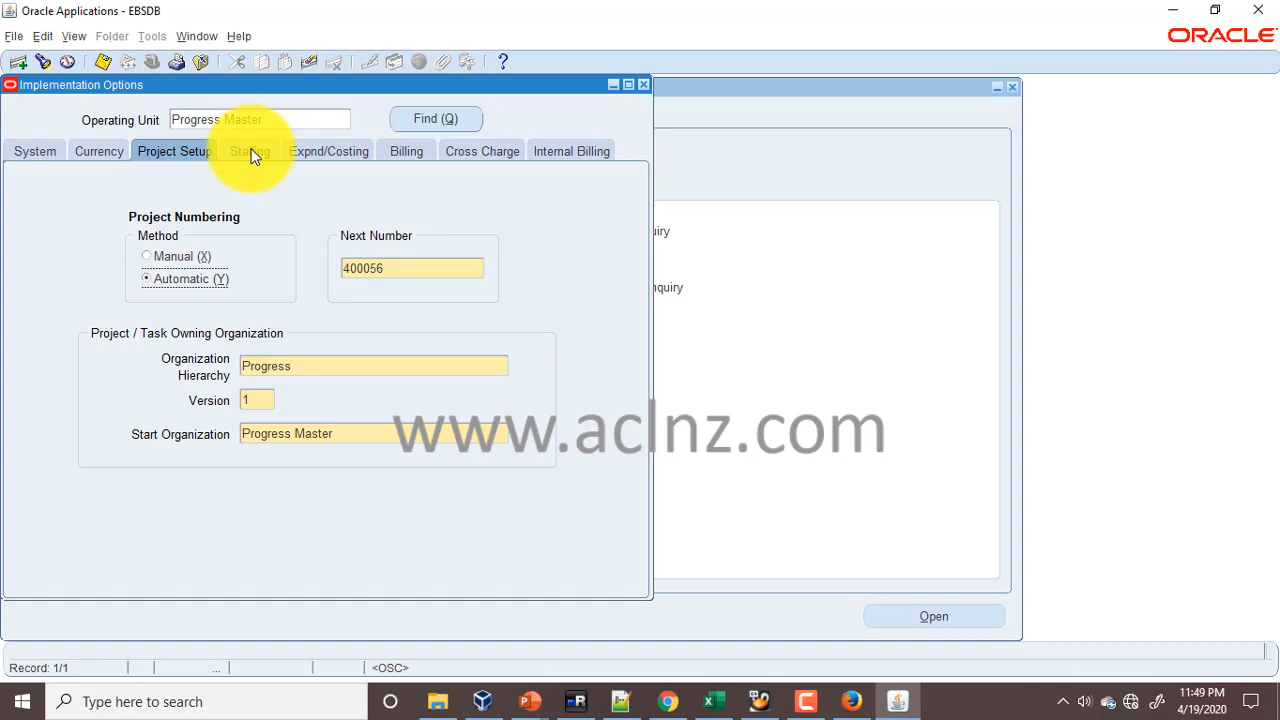 Oracle Applications - EBSDB
File Edit View Folder Tools Window Help
ORACLE
Implementation Options
Operating Unit Progress Master Find (Q)
System Currency Project Setup Staffing Expnd/Costing Billing Cross Charge Internal Billing
Project Numbering
Method Next Number
Manual (X)
400056
Automatic (Y)
uiry
nquiry
Project / Task Owning Organization
Organization Hierarchy Progress
Version 1
Start Organization Progress Master
www.aclnz.com
Open
Record: 1/1 ... <OSC>
Type here to search
11:49 PM
4/19/2020